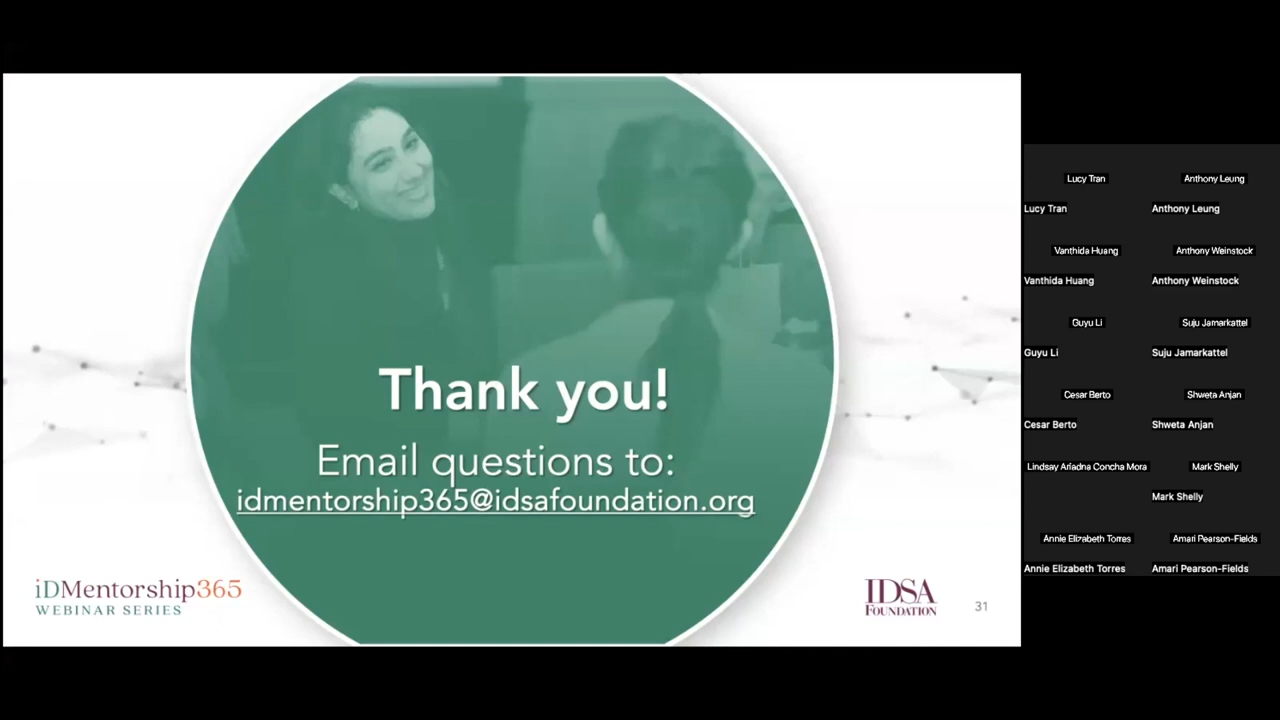 Thank you!
Email questions to:
idmentorship365@idsafoundation.org
iDMentorship365
WEBINAR SERIES
IDSA
FOUNDATION
31
Lucy Tran
Anthony Leung
Lucy Tran
Anthony Leung
Vanthida Huang
Anthony Weinstock
Vanthida Huang
Anthony Weinstock
Guyu Li
Suju Jamarkattel
Guyu Li
Suju Jamarkattel
Cesar Berto
Shweta Anjan
Cesar Berto
Shweta Anjan
Lindsay Ariadna Concha Mora
Mark Shelly
Mark Shelly
Annie Elizabeth Torres
Amari Pearson-Fields
Annie Elizabeth Torres
Amari Pearson-Fields